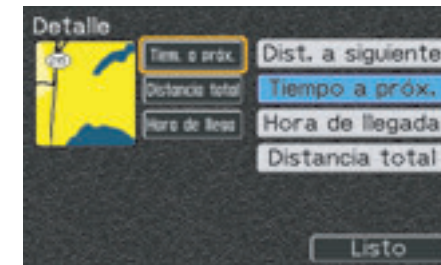 Detalle
Tiem. a próx.
Distancia total
Hora de llega
Dist. a siguiente
Tiempo a próx.
Hora de llegada
Distancia total
Listo